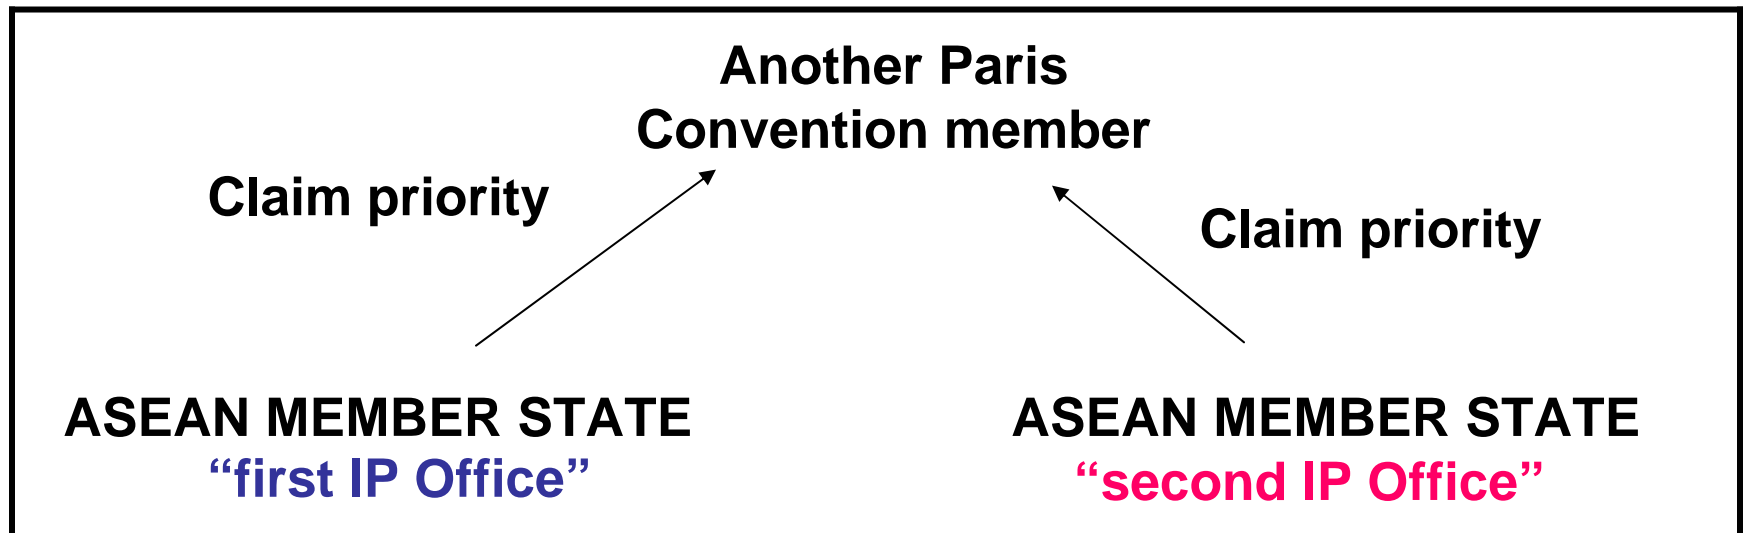 Another Paris
Convention member
Claim priority
Claim priority
ASEAN MEMBER STATE
“first IP Office”
ASEAN MEMBER STATE
“second IP Office”